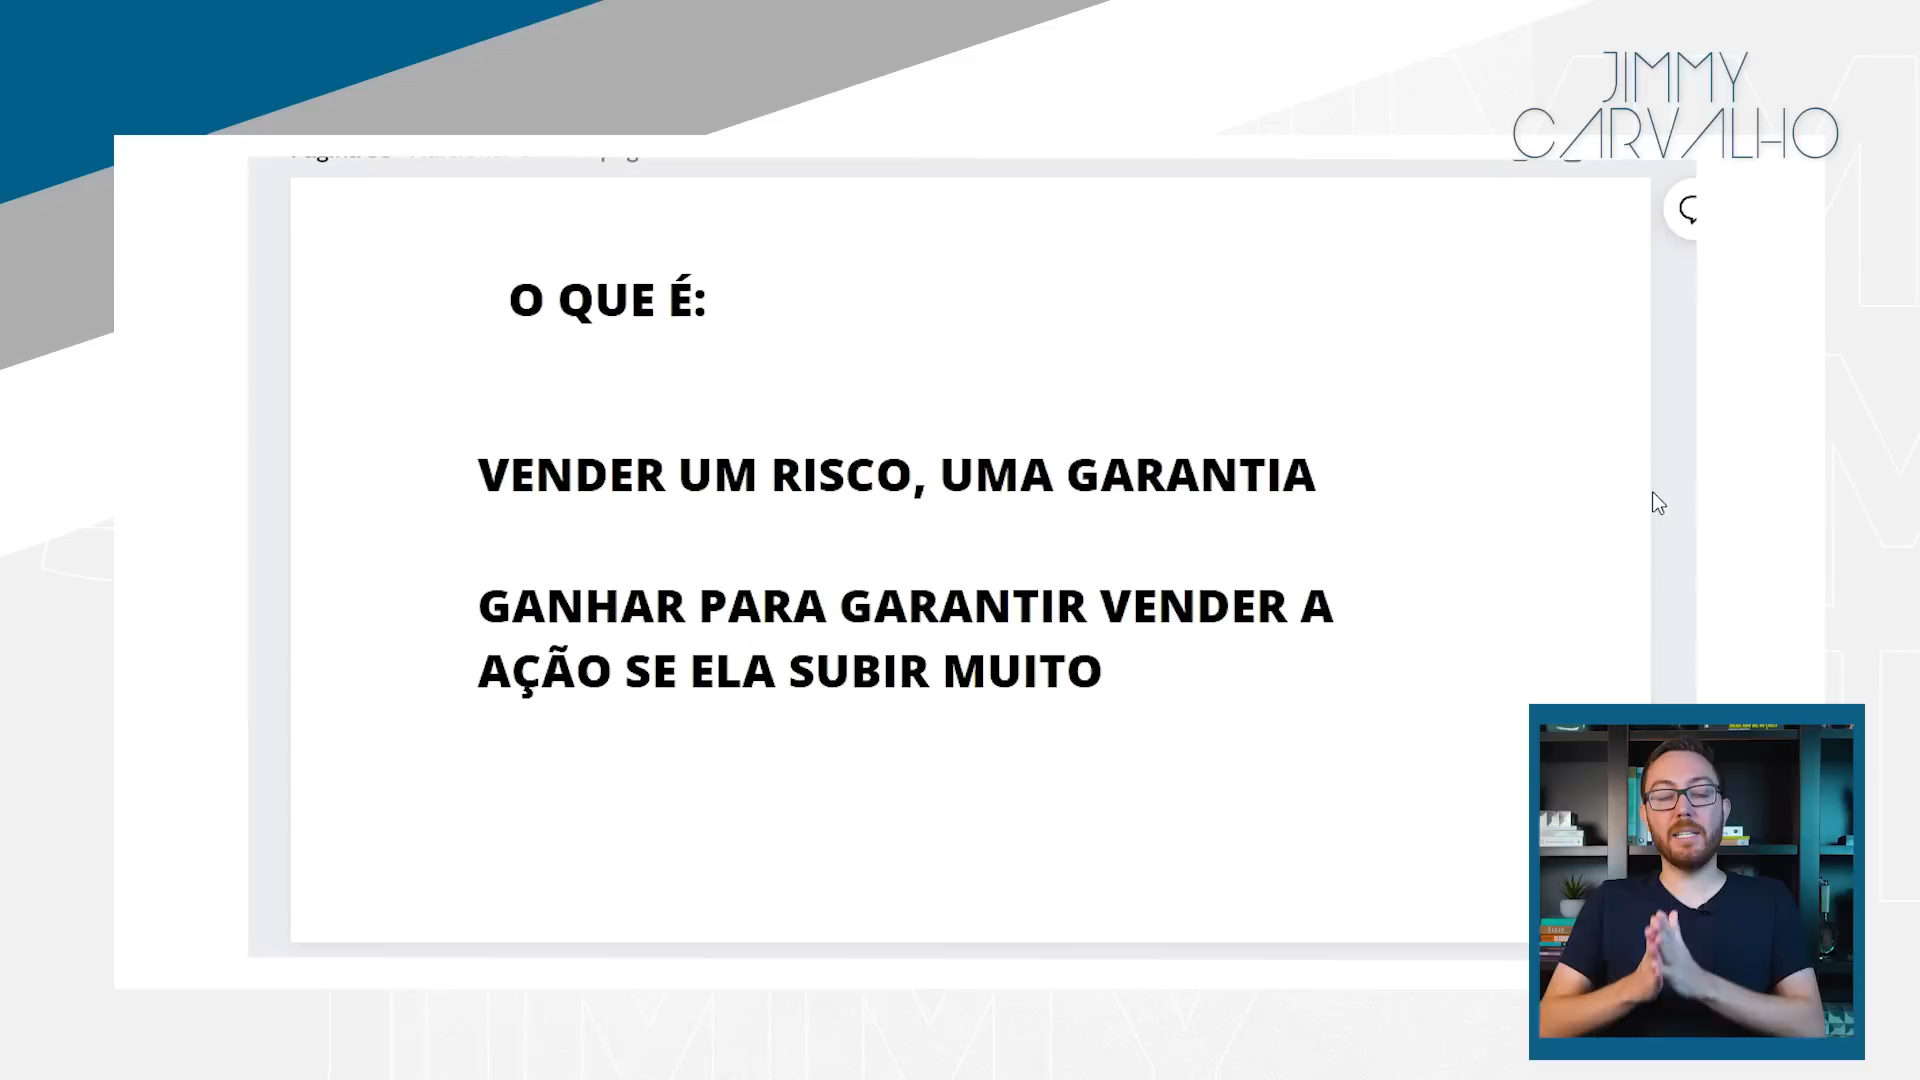 JIMMY
CARVALHO
O QUE É:
VENDER UM RISCO, UMA GARANTIA
GANHAR PARA GARANTIR VENDER A
AÇÃO SE ELA SUBIR MUITO